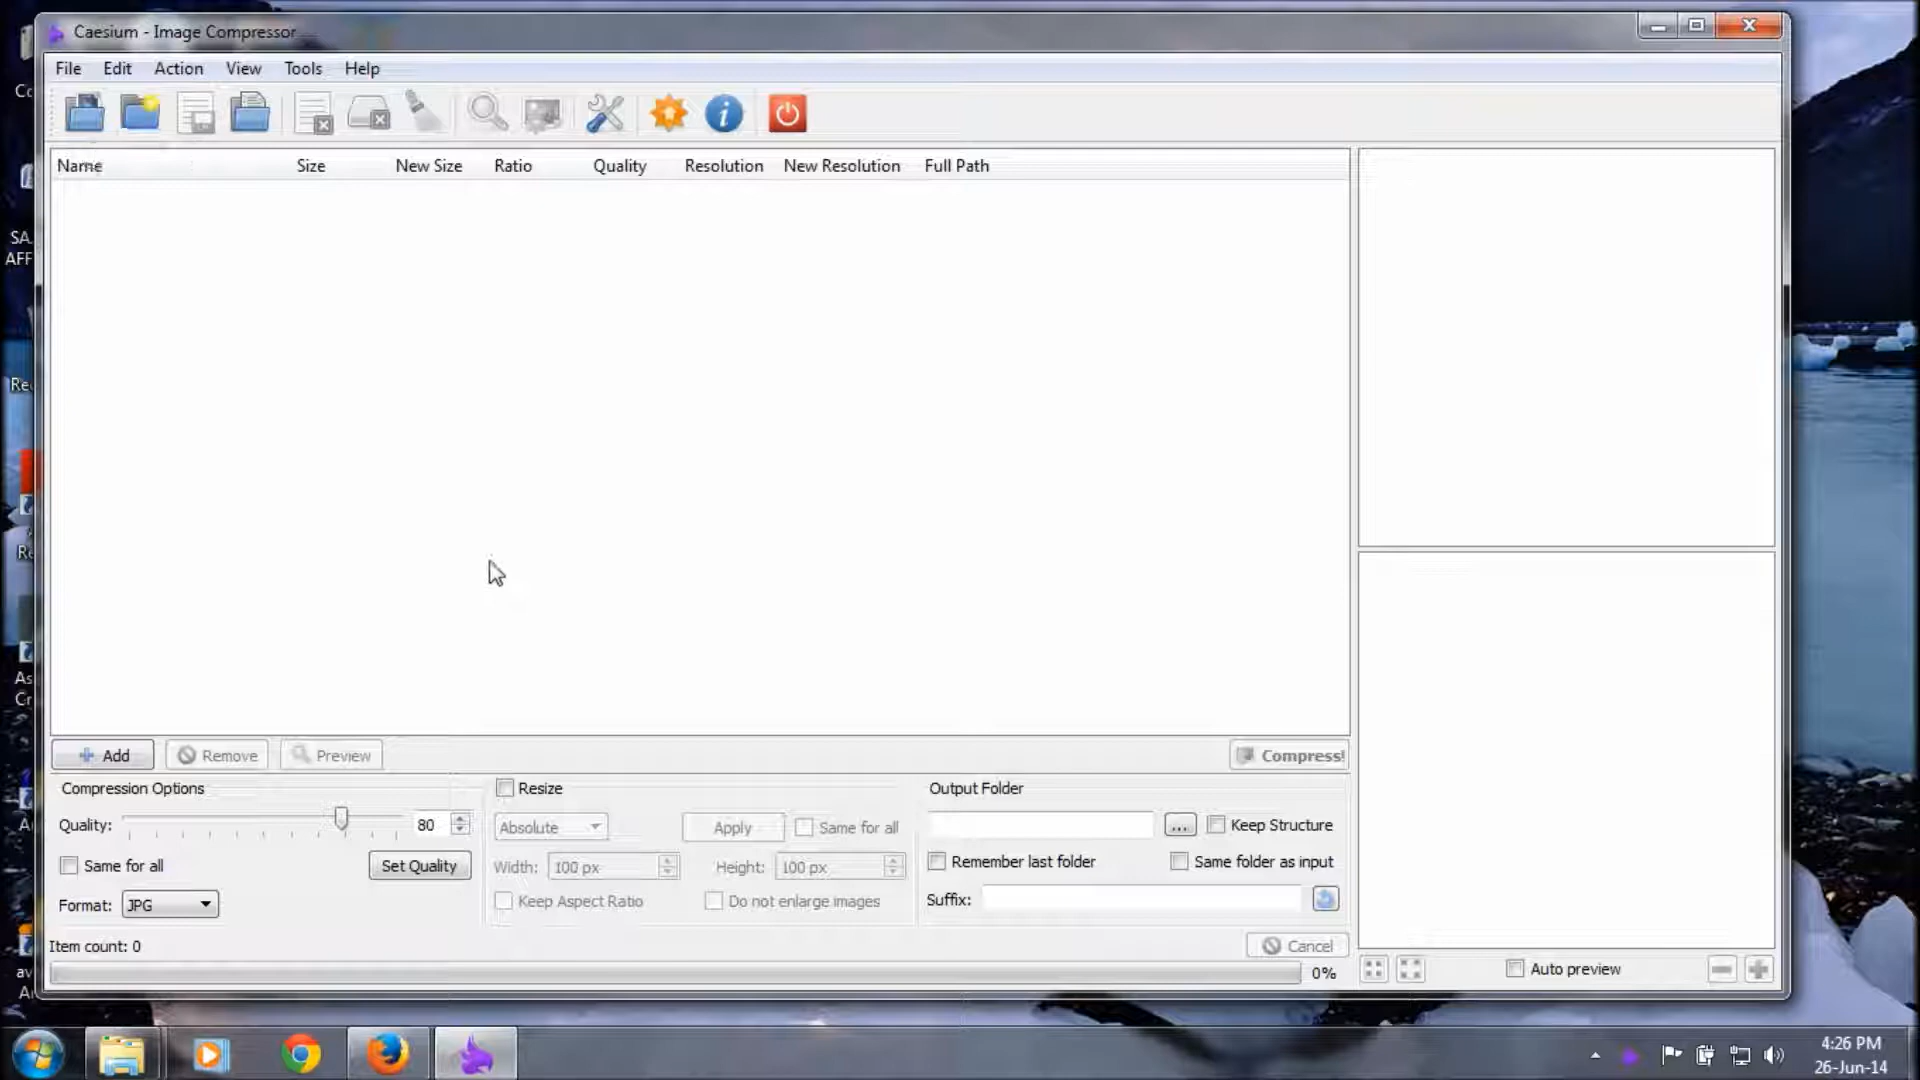 Caesium - Image Compressor
File Edit Action View Tools Help
Name Size New Size Ratio Quality Resolution New Resolution Full Path
SA
AFF
Add Remove Preview Compress!
Compression Options
Quality: 80
Same for all Set Quality
Format: JPG
Resize
Absolute Apply Same for all
Width: 100 px Height: 100 px
Keep Aspect Ratio Do not enlarge images
Output Folder
... Keep Structure
Remember last folder Same folder as input
Suffix:
Item count: 0
Cancel
0%
Auto preview
4:26 PM
26-Jun-14